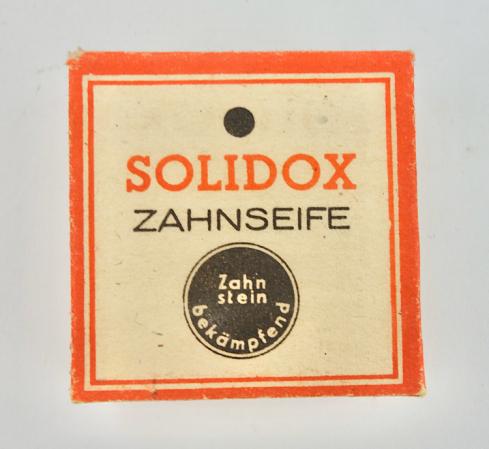 SOLIDOX
ZAHNSEIFE
Zahn
stein
bekämpfend